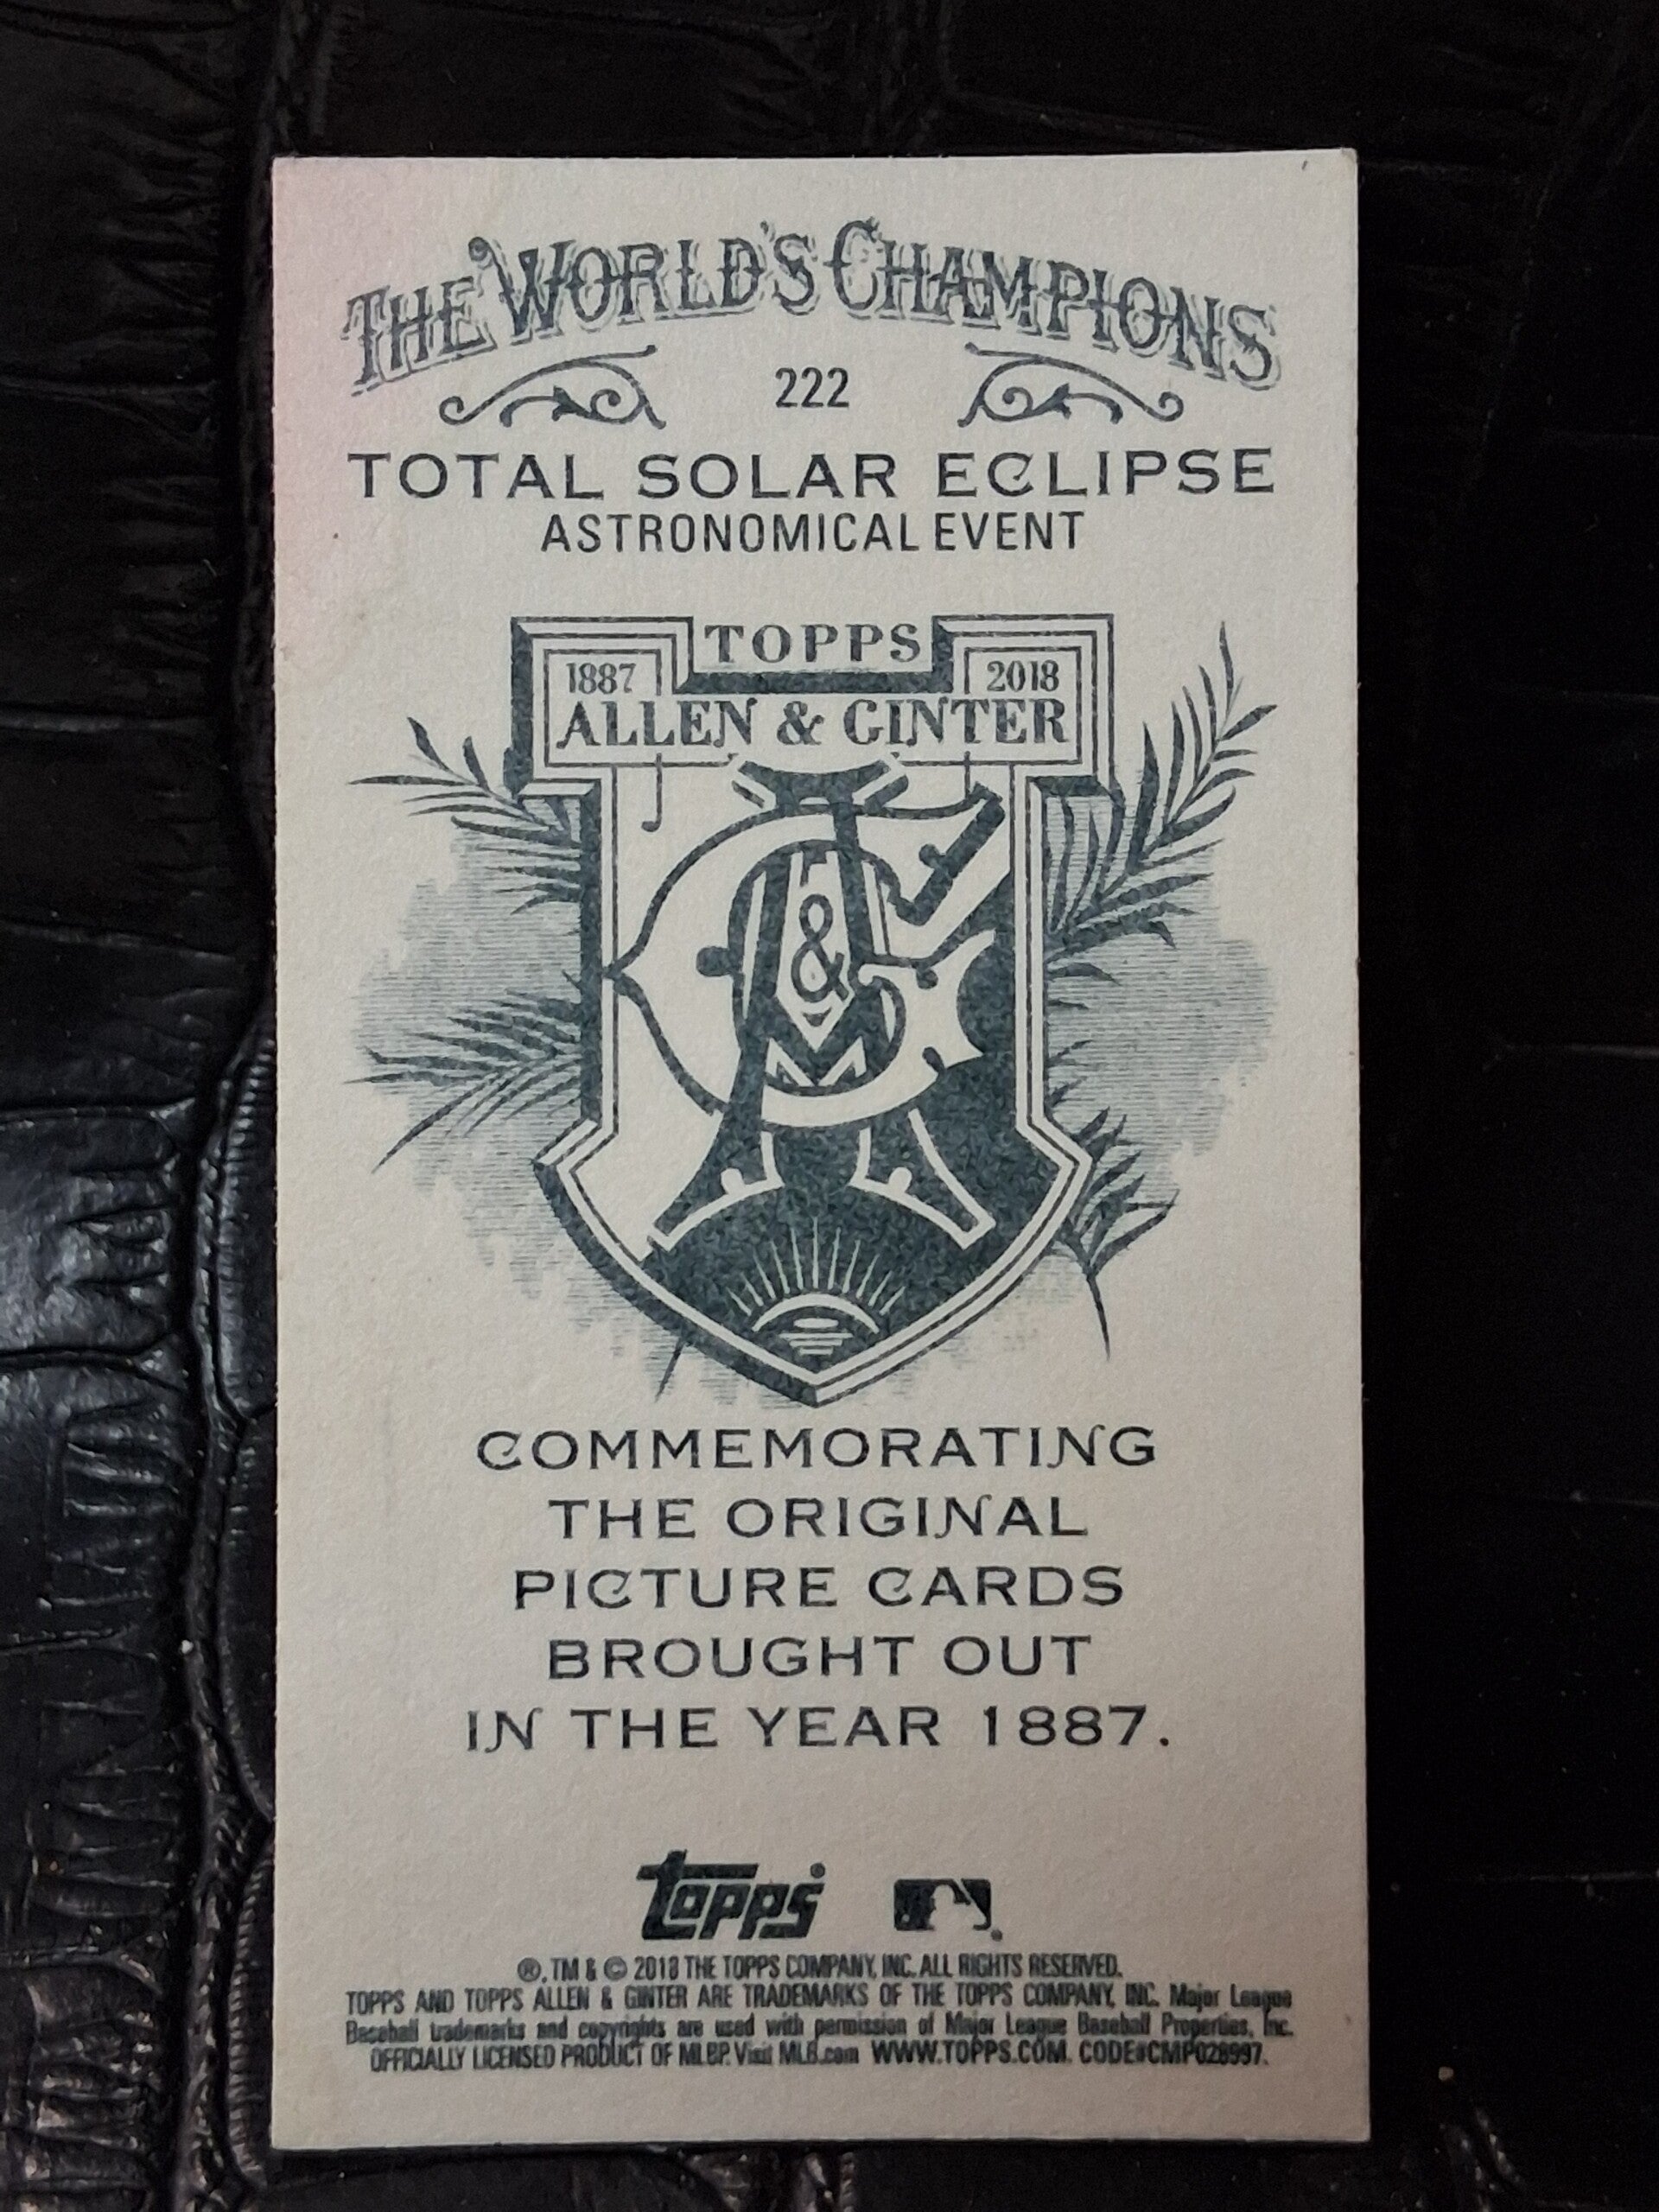 THE WORLD'S CHAMPIONS
222
TOTAL SOLAR ECLIPSE
ASTRONOMICAL EVENT
TOPPS
1887 2018
ALLEN & GINTER
A&G
COMMEMORATING
THE ORIGINAL
PICTURE CARDS
BROUGHT OUT
IN THE YEAR 1887.
topps®
®, TM & © 2018 THE TOPPS COMPANY, INC. ALL RIGHTS RESERVED.
TOPPS AND TOPPS ALLEN & GINTER ARE TRADEMARKS OF THE TOPPS COMPANY, INC. Major League
Baseball trademarks and copyrights are used with permission of Major League Baseball Properties, Inc.
OFFICIALLY LICENSED PRODUCT OF MLBP. Visit MLB.com WWW.TOPPS.COM. CODE#CMP028997.